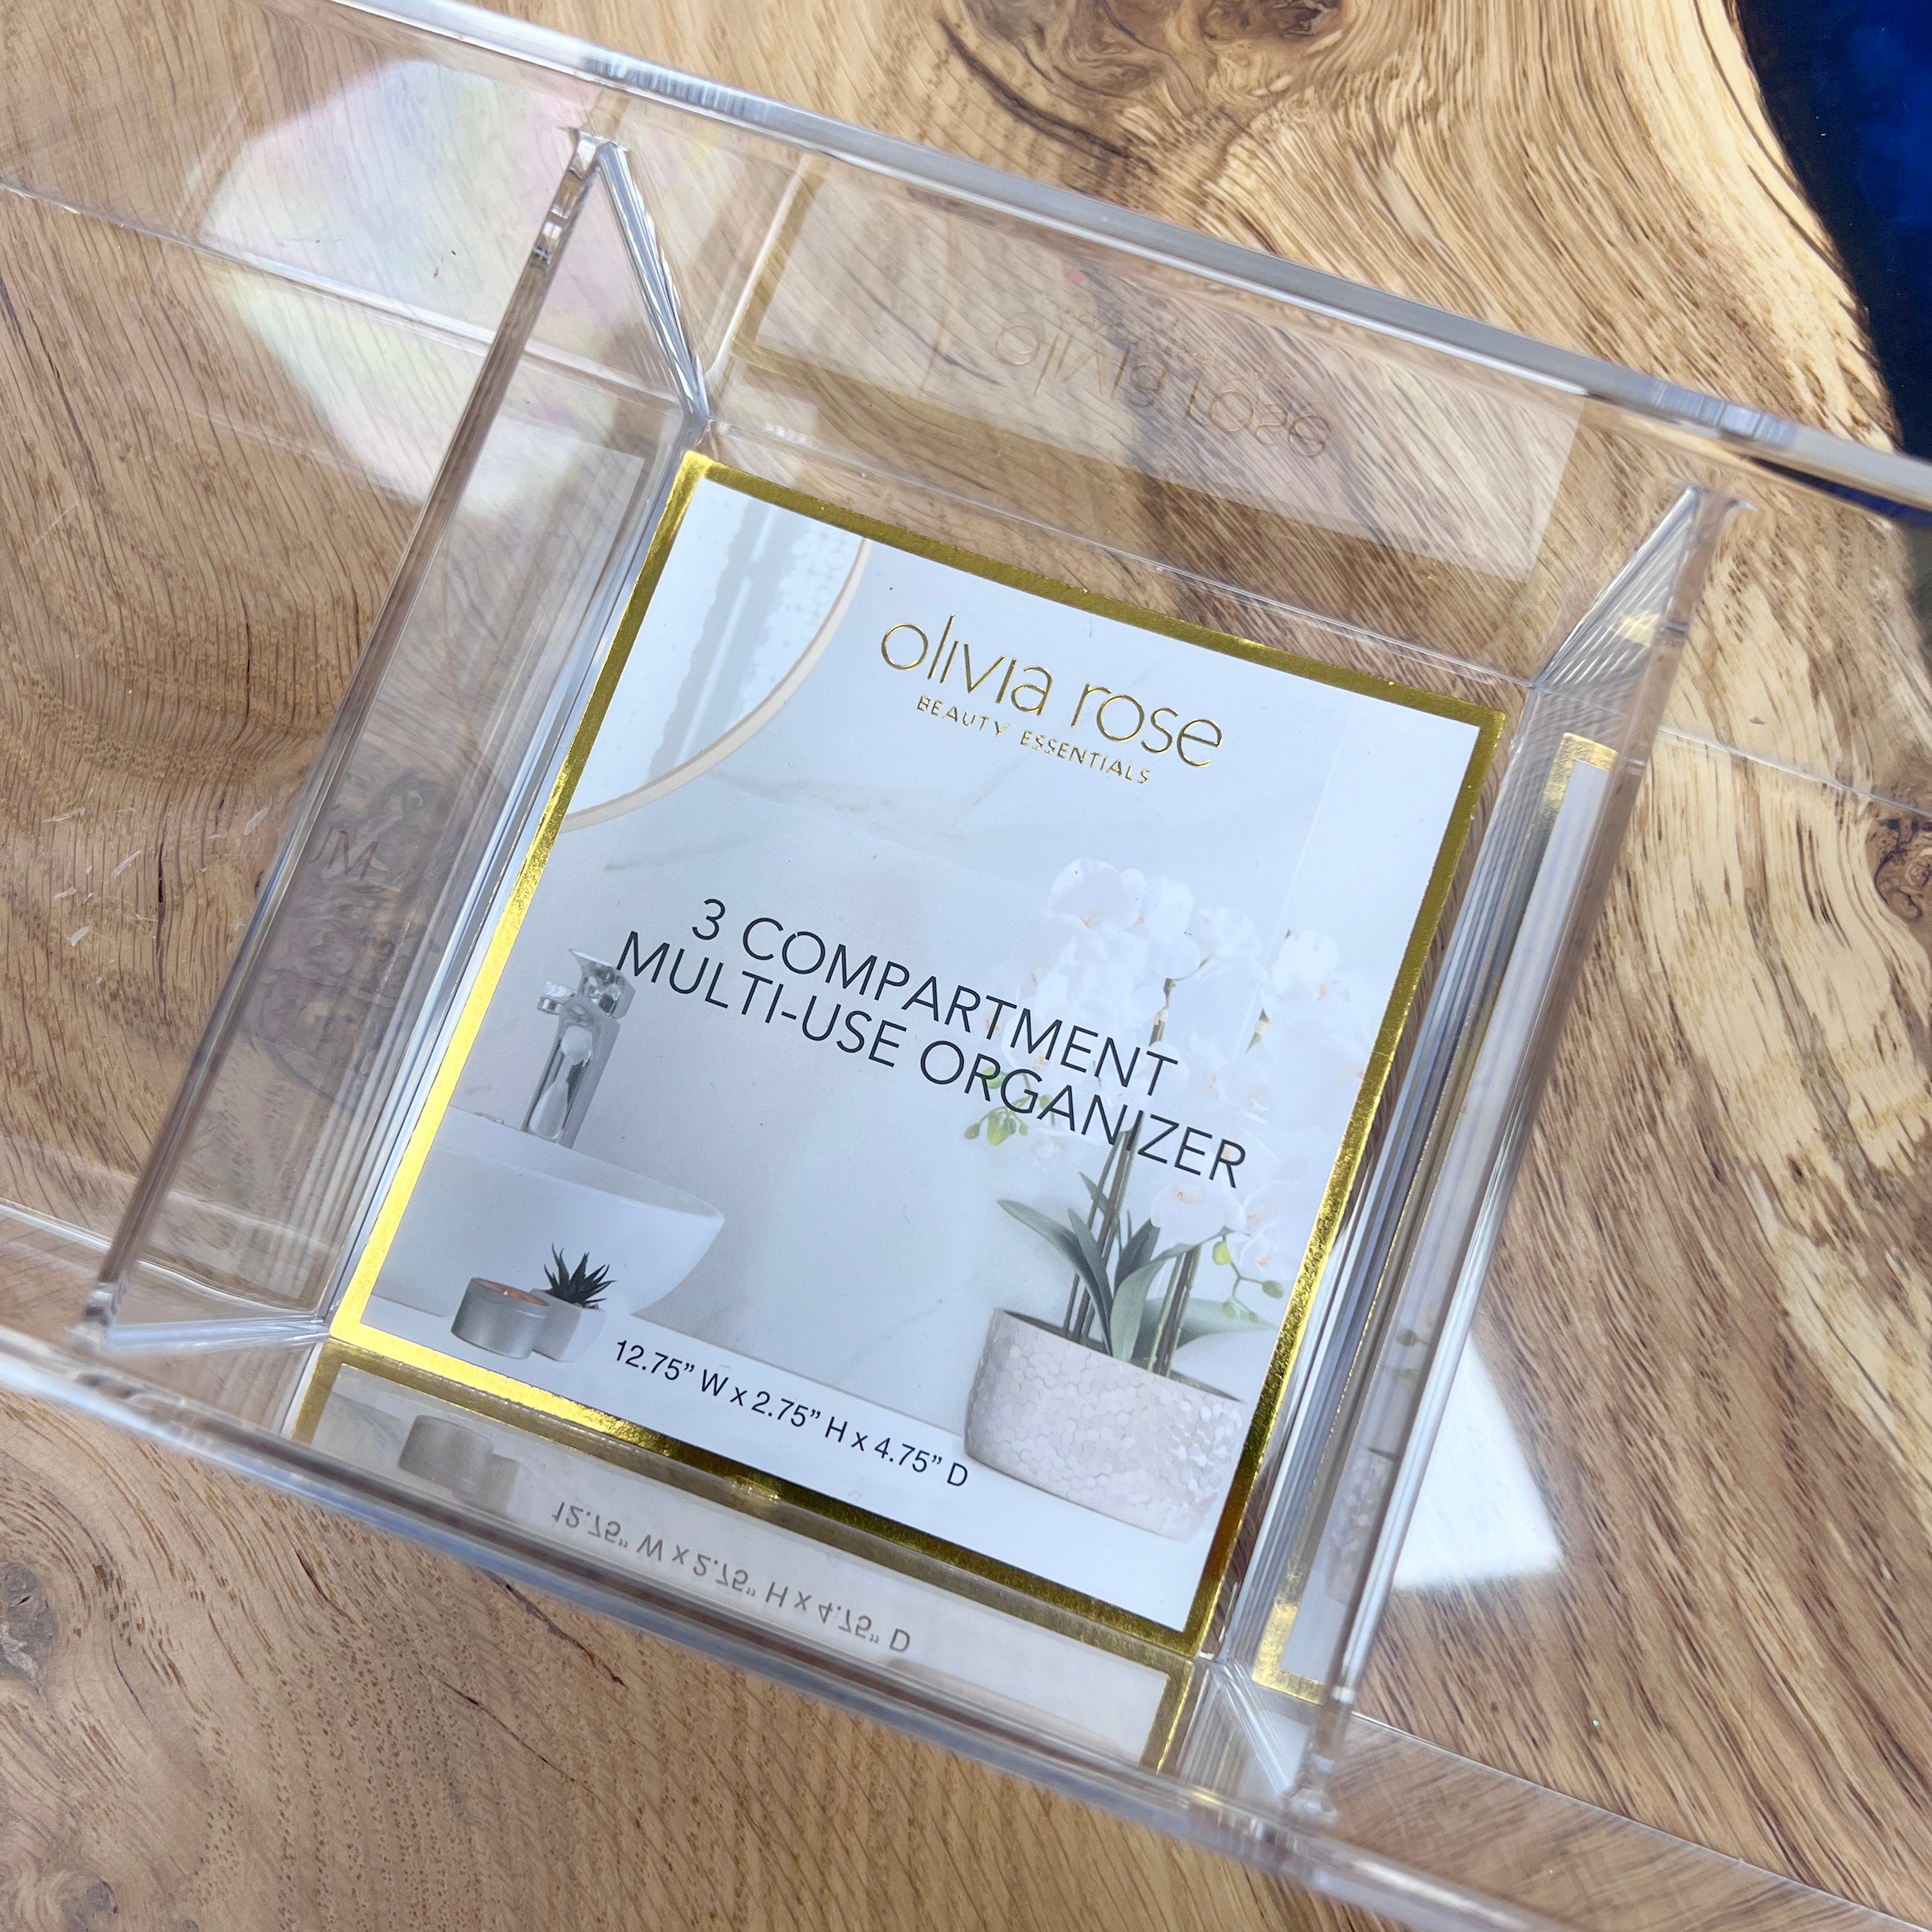 olivia rose
BEAUTY ESSENTIALS
3 COMPARTMENT
MULTI-USE ORGANIZER
12.75” W x 2.75” H x 4.75” D